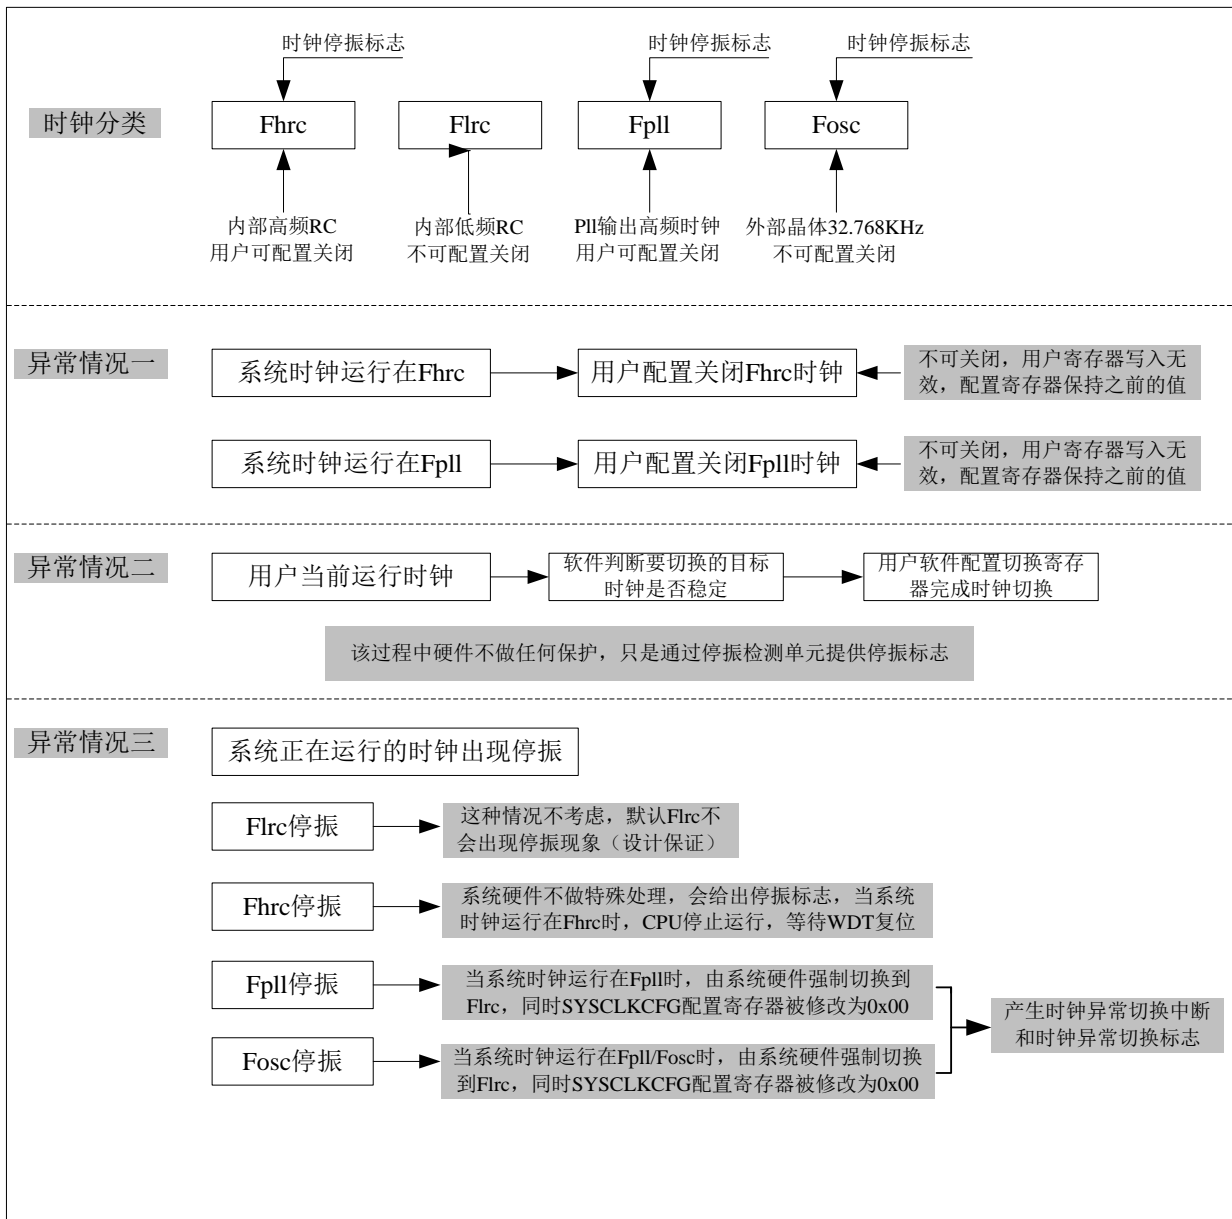 时钟停振标志
时钟停振标志
时钟停振标志
时钟分类
Fhrc
Flrc
Fpll
Fosc
内部高频RC
用户可配置关闭
内部低频RC
不可配置关闭
Pll输出高频时钟
用户可配置关闭
外部晶体32.768KHz
不可配置关闭
异常情况一
系统时钟运行在Fhrc
用户配置关闭Fhrc时钟
不可关闭，用户寄存器写入无
效，配置寄存器保持之前的值
系统时钟运行在Fpll
用户配置关闭Fpll时钟
不可关闭，用户寄存器写入无
效，配置寄存器保持之前的值
异常情况二
用户当前运行时钟
软件判断要切换的目标
时钟是否稳定
用户软件配置切换寄存
器完成时钟切换
该过程中硬件不做任何保护，只是通过停振检测单元提供停振标志
异常情况三
系统正在运行的时钟出现停振
Flrc停振
这种情况不考虑，默认Flrc不
会出现停振现象（设计保证）
Fhrc停振
系统硬件不做特殊处理，会给出停振标志，当系统
时钟运行在Fhrc时，CPU停止运行，等待WDT复位
Fpll停振
当系统时钟运行在Fpll时，由系统硬件强制切换到
Flrc，同时SYSCLKCFG配置寄存器被修改为0x00
Fosc停振
当系统时钟运行在Fpll/Fosc时，由系统硬件强制切换
到Flrc，同时SYSCLKCFG配置寄存器被修改为0x00
产生时钟异常切换中断
和时钟异常切换标志